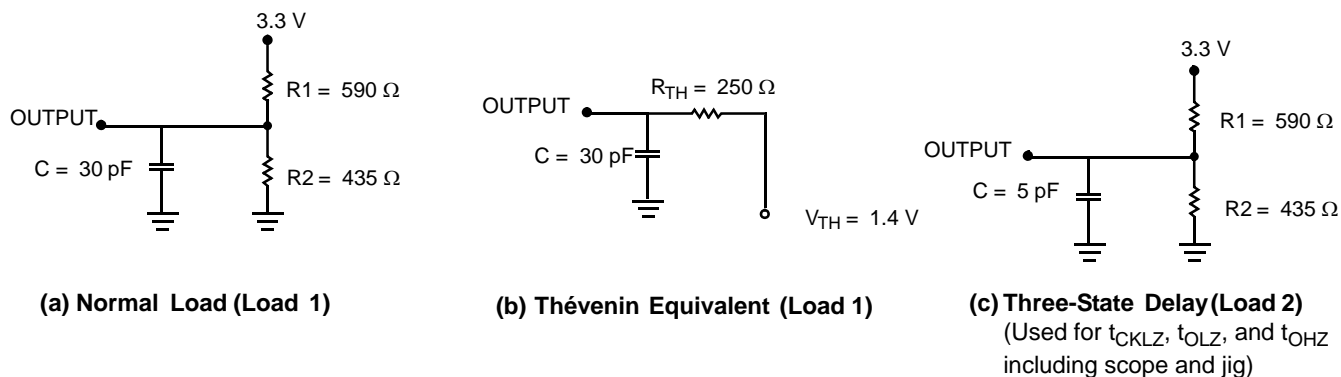 3.3 V
R1 = 590 Ω
OUTPUT
C = 30 pF
R2 = 435 Ω
(a) Normal Load (Load 1)
R_TH = 250 Ω
OUTPUT
C = 30 pF
V_TH = 1.4 V
(b) Thévenin Equivalent (Load 1)
3.3 V
R1 = 590 Ω
OUTPUT
C = 5 pF
R2 = 435 Ω
(c) Three-State Delay (Load 2)
(Used for t_CKLZ, t_OLZ, and t_OHZ
including scope and jig)